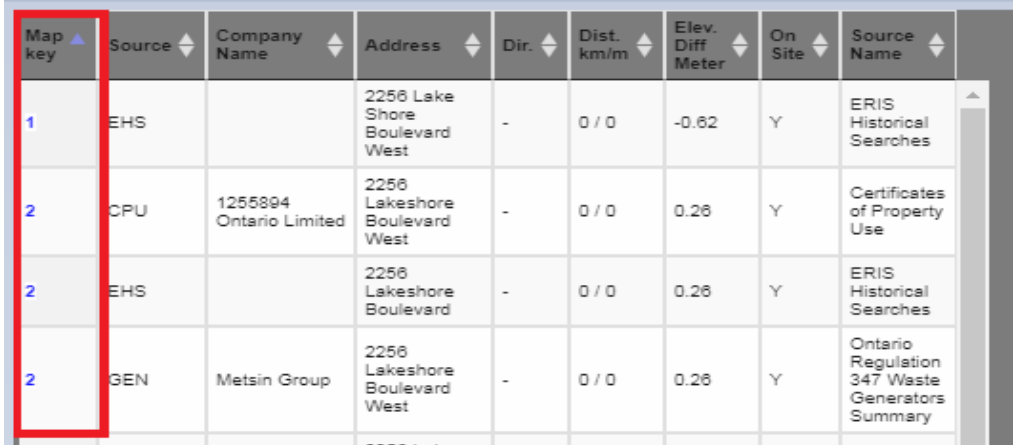 Map key Source Company Name Address Dir. Dist. km/m Elev. Diff Meter On Site Source Name
1 EHS 2256 Lake Shore Boulevard West - 0 / 0 -0.62 Y ERIS Historical Searches
2 CPU 1255894 Ontario Limited 2256 Lakeshore Boulevard West - 0 / 0 0.26 Y Certificates of Property Use
2 EHS 2256 Lakeshore Boulevard - 0 / 0 0.26 Y ERIS Historical Searches
2 GEN Metsin Group 2256 Lakeshore Boulevard West - 0 / 0 0.26 Y Ontario Regulation 347 Waste Generators Summary